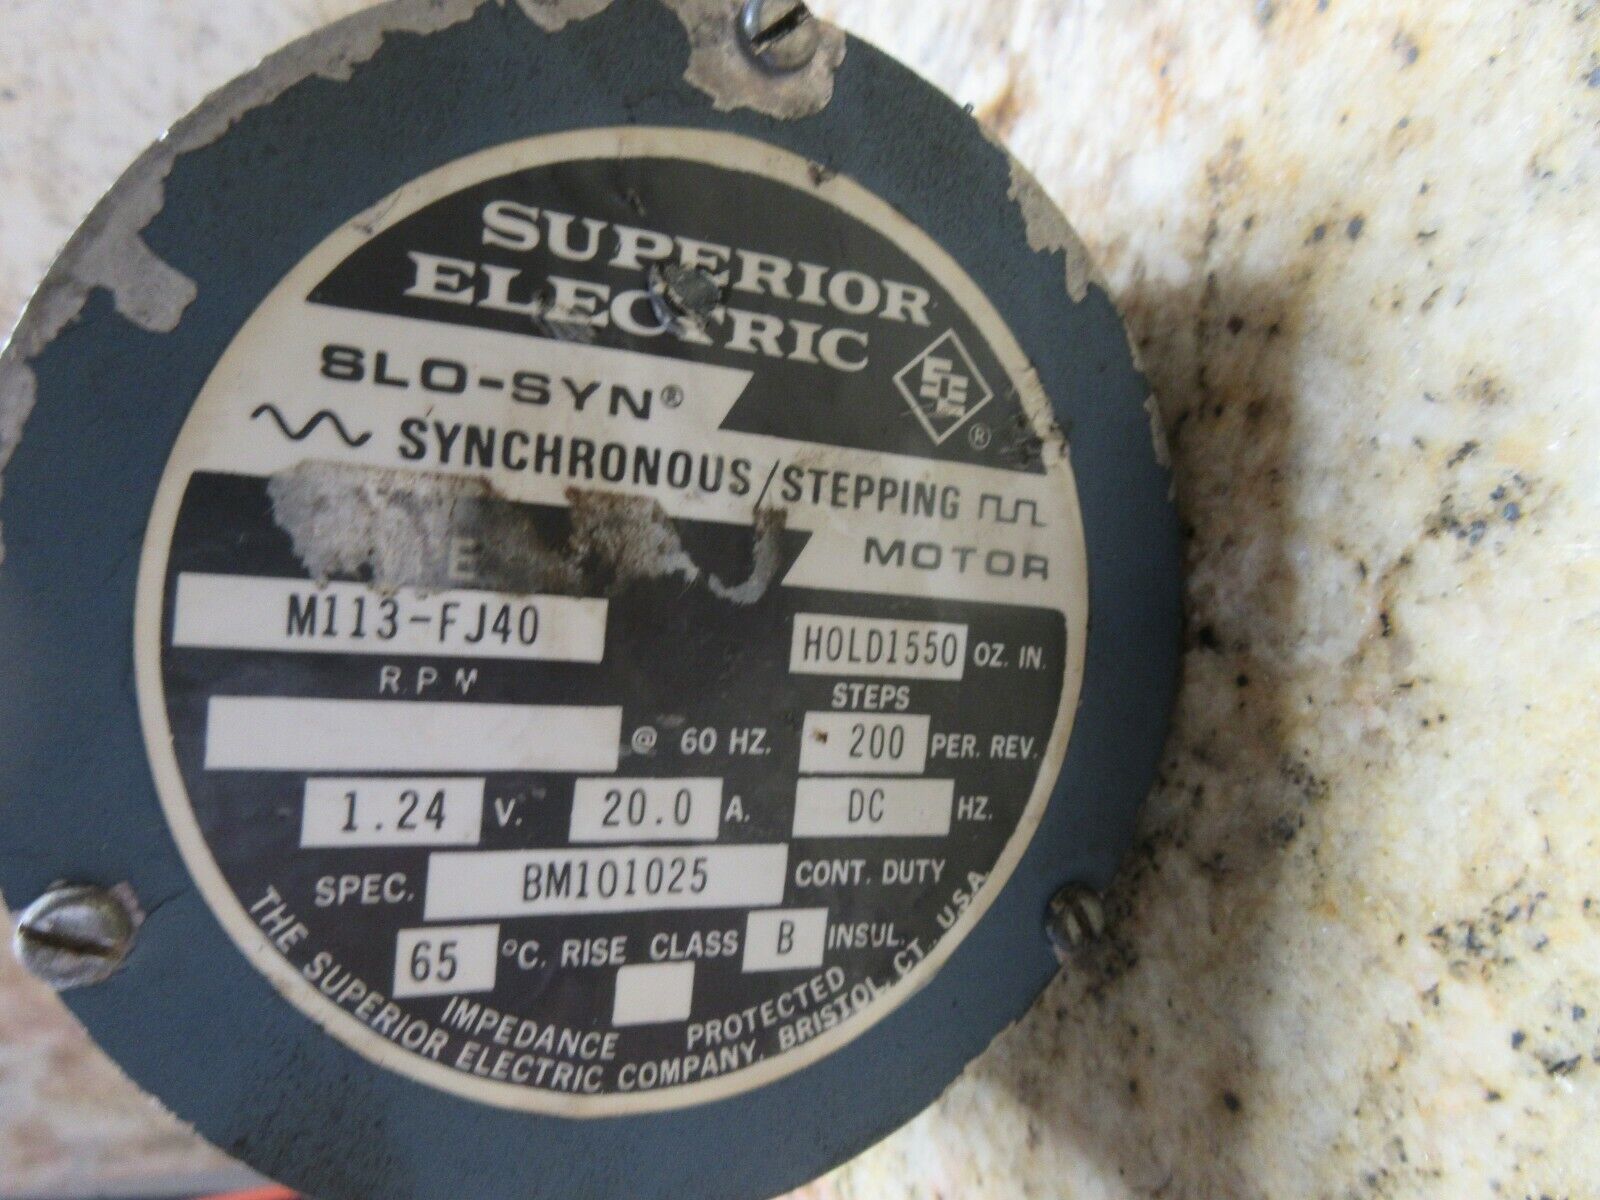 SUPERIOR
ELECTRIC
SLO-SYN®
SE ®
SYNCHRONOUS/STEPPING
MOTOR
E
M113-FJ40
HOLD1550 OZ. IN.
R.P.M
STEPS
@ 60 HZ.
200 PER. REV.
1.24 V. 20.0 A. DC HZ.
SPEC. BM101025 CONT. DUTY
65 °C. RISE CLASS B INSUL.
IMPEDANCE PROTECTED
THE SUPERIOR ELECTRIC COMPANY, BRISTOL, CT., U.S.A.